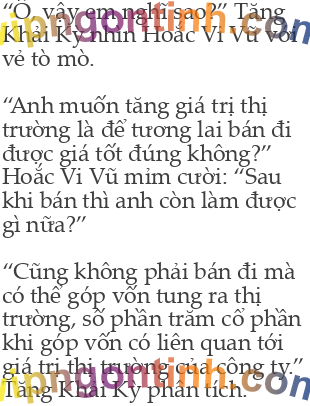 “Ồ, vậy em nghĩ sao?” Tăng
Khải Kỳ nhìn Hoắc Vi Vũ với
vẻ tò mò.
“Anh muốn tăng giá trị thị
trường là để tương lai bán đi
được giá tốt đúng không?”
Hoắc Vi Vũ mỉm cười: “Sau
khi bán thì anh còn làm được
gì nữa?”
“Cũng không phải bán đi mà
có thể góp vốn tung ra thị
trường, số phần trăm cổ phần
khi góp vốn có liên quan tới
giá trị thị trường của công ty.”
Tăng Khải Kỳ phân tích.